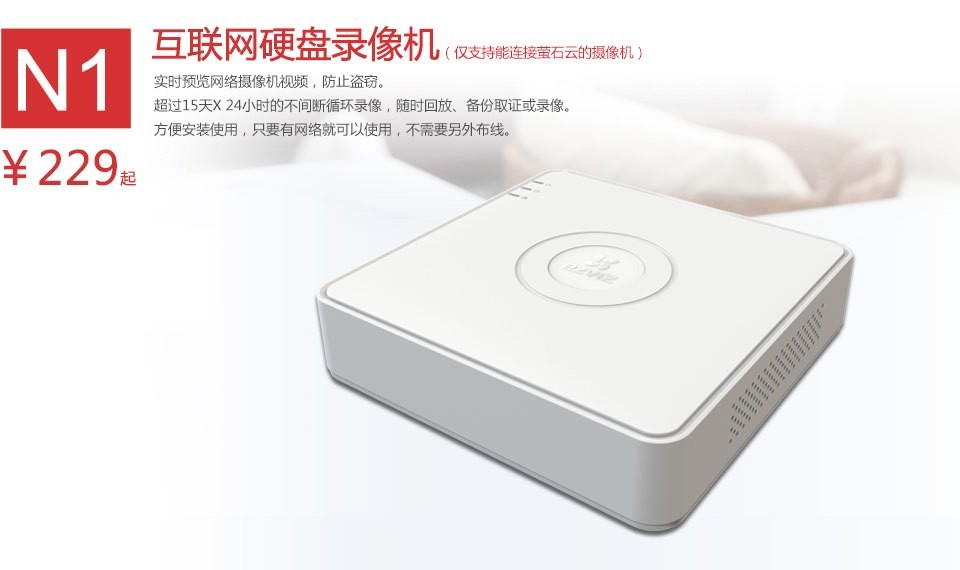 N1
互联网硬盘录像机（仅支持能连接萤石云的摄像机）
实时预览网络摄像机视频，防止盗窃。
超过15天X 24小时的不间断循环录像，随时回放、备份取证或录像。
方便安装使用，只要有网络就可以使用，不需要另外布线。
¥ 229起